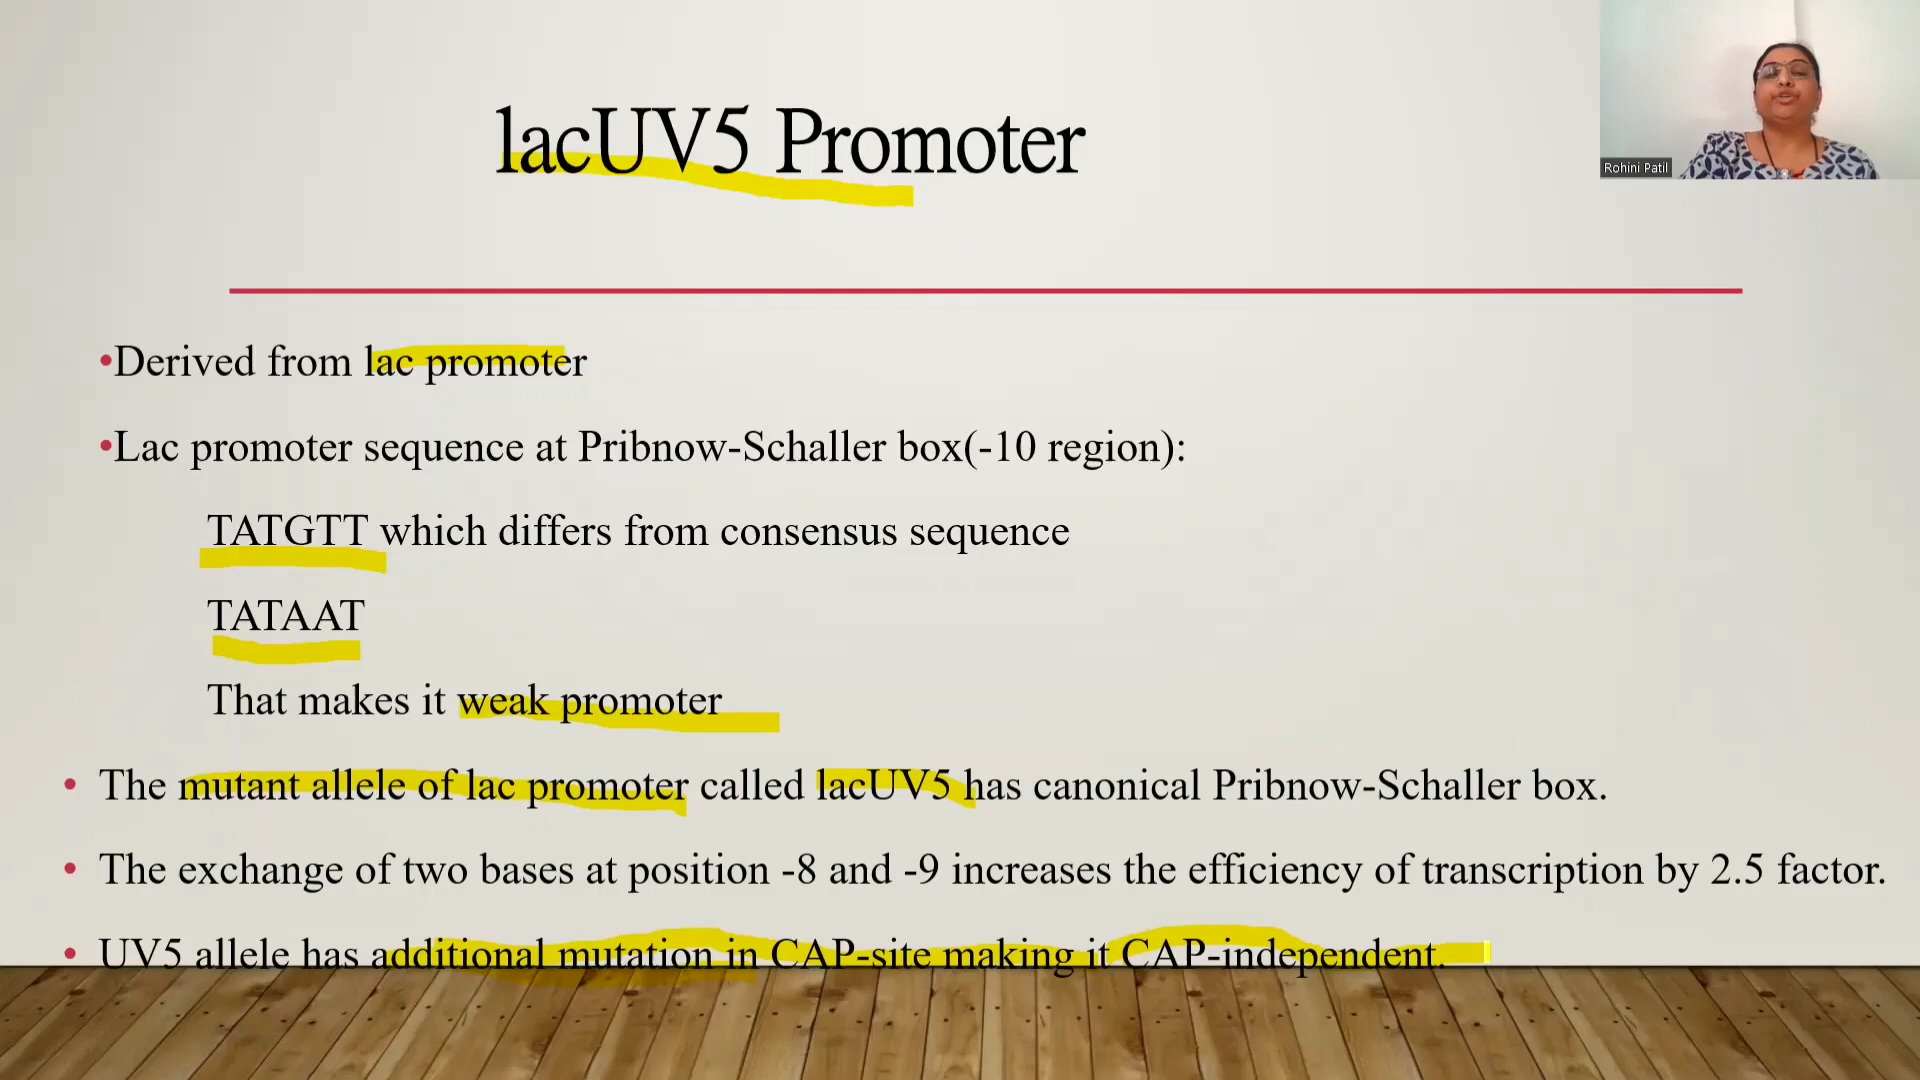 lacUV5 Promoter
Rohini Patil
•Derived from lac promoter
•Lac promoter sequence at Pribnow-Schaller box(-10 region):
TATGTT which differs from consensus sequence
TATAAT
That makes it weak promoter
• The mutant allele of lac promoter called lacUV5 has canonical Pribnow-Schaller box.
• The exchange of two bases at position -8 and -9 increases the efficiency of transcription by 2.5 factor.
• UV5 allele has additional mutation in CAP-site making it CAP-independent.